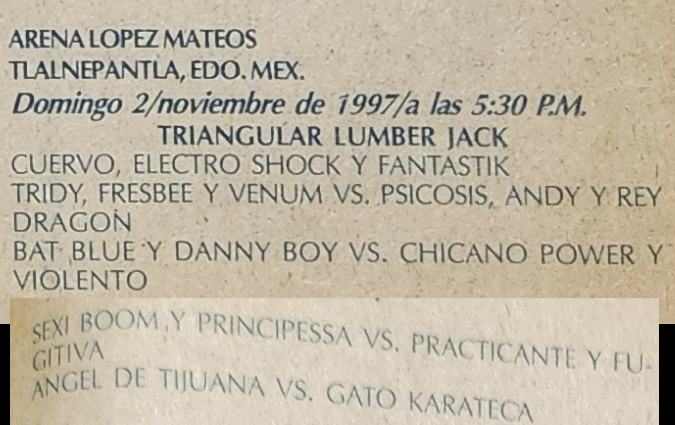 ARENA LOPEZ MATEOS
TLALNEPANTLA, EDO. MEX.
Domingo 2/noviembre de 1997/a las 5:30 P.M.
TRIANGULAR LUMBER JACK
CUERVO, ELECTRO SHOCK Y FANTASTIK
TRIDY, FRESBEE Y VENUM VS. PSICOSIS, ANDY Y REY
DRAGON
BAT BLUE Y DANNY BOY VS. CHICANO POWER Y
VIOLENTO
SEXI BOOM Y PRINCIPESSA VS. PRACTICANTE Y FU-
GITIVA
ANGEL DE TIJUANA VS. GATO KARATECA